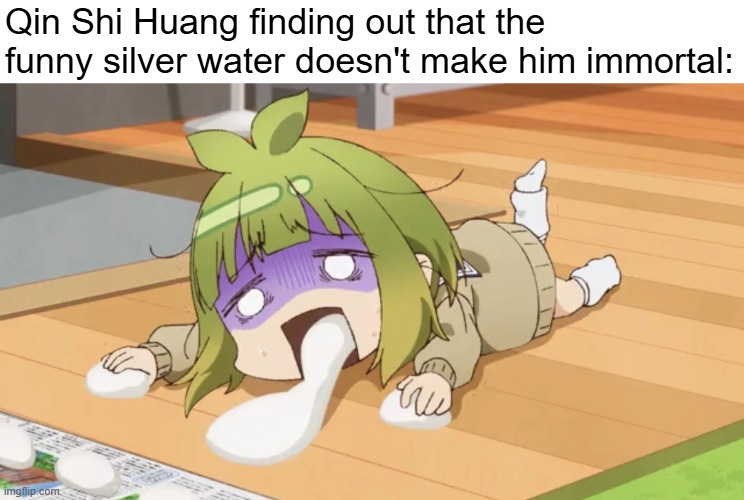 Qin Shi Huang finding out that the
funny silver water doesn't make him immortal:
imgflip.com